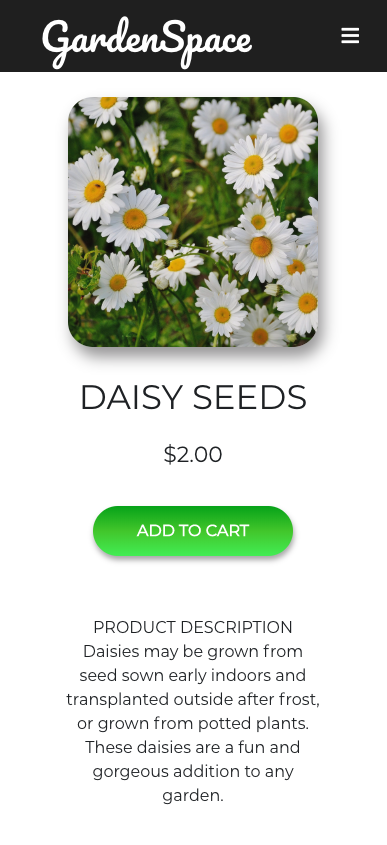 GardenSpace
DAISY SEEDS
$2.00
ADD TO CART
PRODUCT DESCRIPTION
Daisies may be grown from
seed sown early indoors and
transplanted outside after frost,
or grown from potted plants.
These daisies are a fun and
gorgeous addition to any
garden.